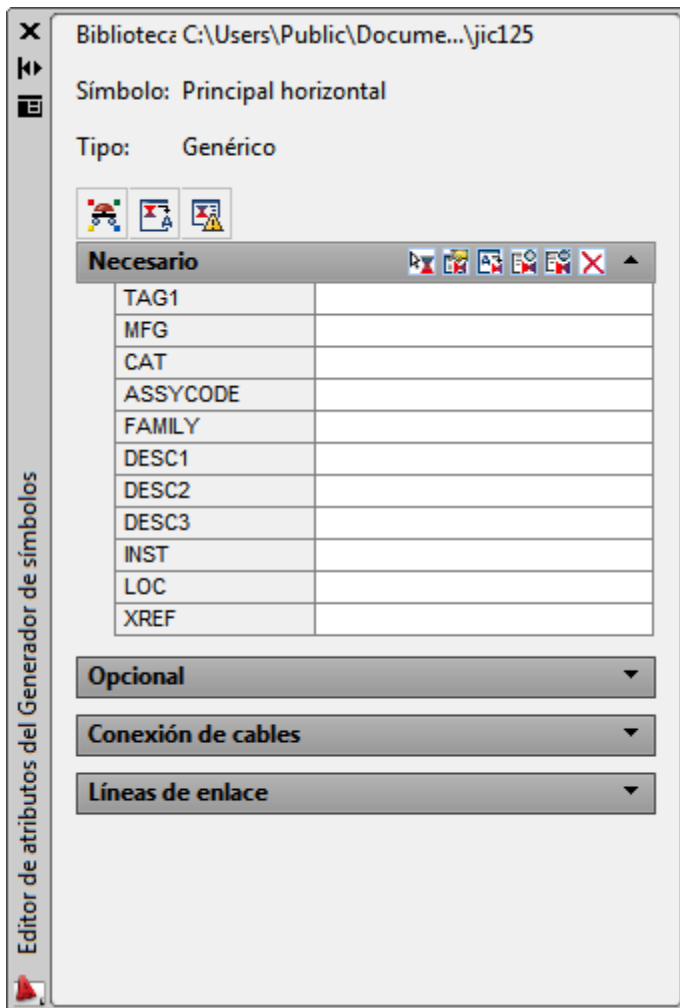 Biblioteca C:\Users\Public\Docume...\jic125
Símbolo: Principal horizontal
Tipo: Genérico
Necesario
TAG1
MFG
CAT
ASSYCODE
FAMILY
DESC1
DESC2
DESC3
INST
LOC
XREF
Opcional
Conexión de cables
Líneas de enlace
Editor de atributos del Generador de símbolos